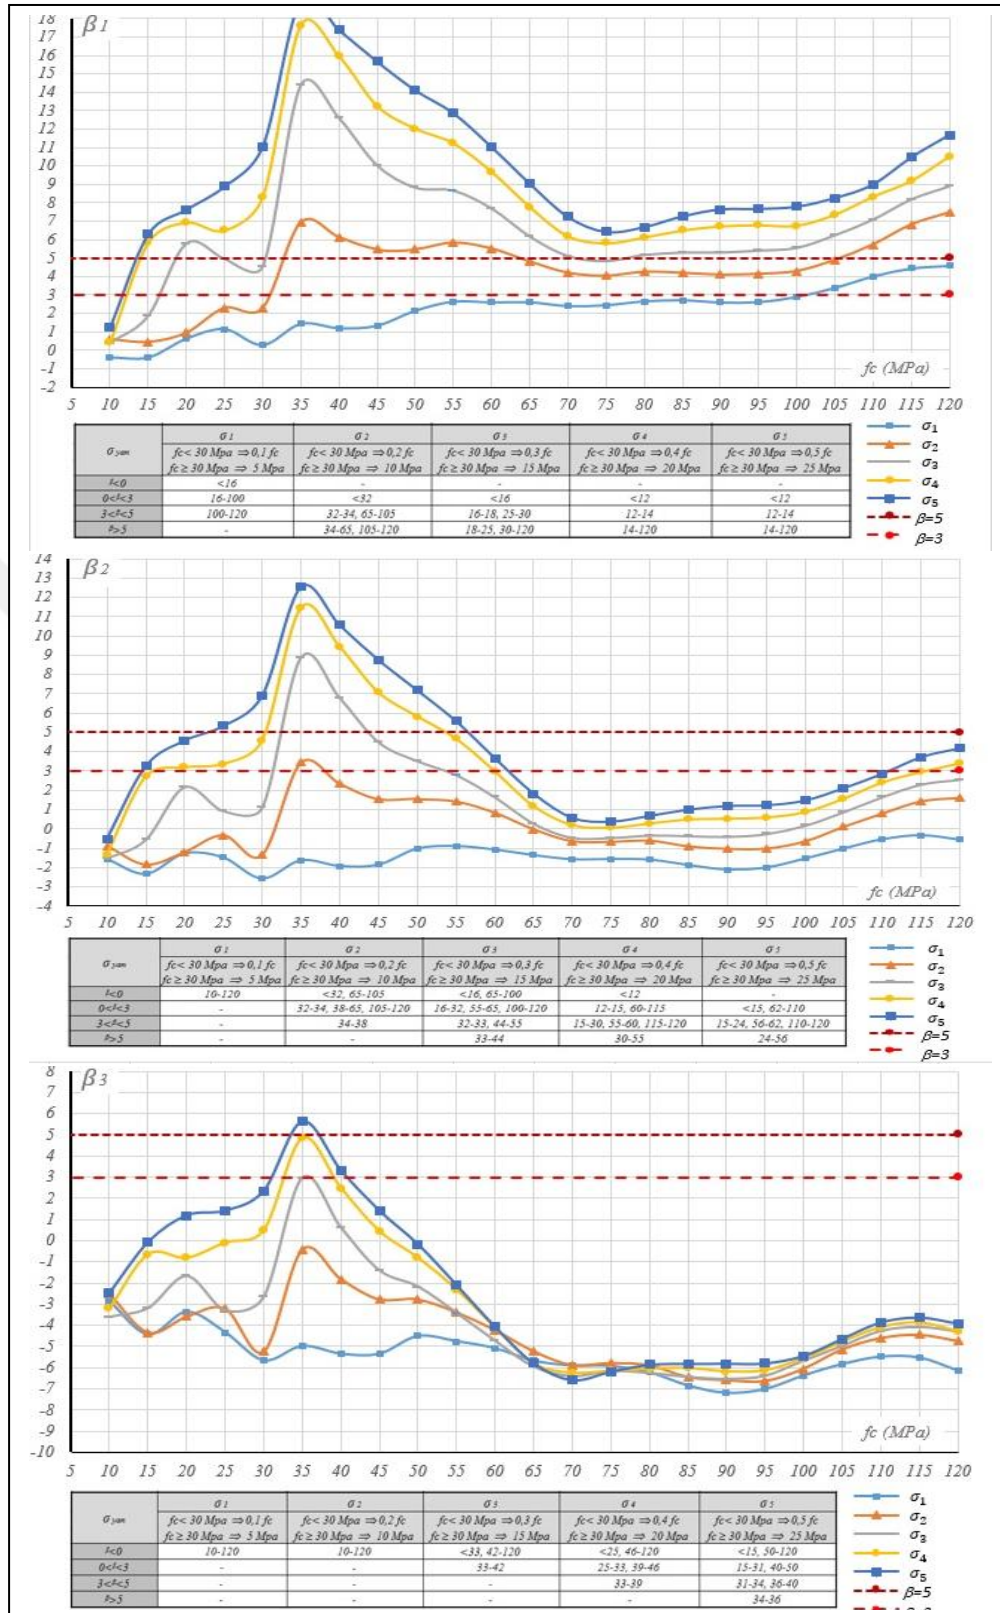 β1
18
17
16
15
14
13
12
11
10
9
8
7
6
5
4
3
2
1
0
-1
-2
fc (MPa)
5 10 15 20 25 30 35 40 45 50 55 60 65 70 75 80 85 90 95 100 105 110 115 120
σyan σ1 σ2 σ3 σ4 σ5
fc< 30 Mpa ⇒0,1 fc fc< 30 Mpa ⇒0,2 fc fc< 30 Mpa ⇒0,3 fc fc< 30 Mpa ⇒0,4 fc fc< 30 Mpa ⇒0,5 fc
fc≥ 30 Mpa ⇒ 5 Mpa fc≥ 30 Mpa ⇒ 10 Mpa fc≥ 30 Mpa ⇒ 15 Mpa fc≥ 30 Mpa ⇒ 20 Mpa fc≥ 30 Mpa ⇒ 25 Mpa
β<0 <16 - - - -
0<β<3 16-100 <32 <16 <12 <12
3<β<5 100-120 32-34, 65-105 16-18, 25-30 12-14 12-14
β>5 - 34-65, 105-120 18-25, 30-120 14-120 14-120
σ1
σ2
σ3
σ4
σ5
β=5
β=3
β2
14
13
12
11
10
9
8
7
6
5
4
3
2
1
0
-1
-2
-3
-4
fc (MPa)
5 10 15 20 25 30 35 40 45 50 55 60 65 70 75 80 85 90 95 100 105 110 115 120
σyan σ1 σ2 σ3 σ4 σ5
fc< 30 Mpa ⇒0,1 fc fc< 30 Mpa ⇒0,2 fc fc< 30 Mpa ⇒0,3 fc fc< 30 Mpa ⇒0,4 fc fc< 30 Mpa ⇒0,5 fc
fc≥ 30 Mpa ⇒ 5 Mpa fc≥ 30 Mpa ⇒ 10 Mpa fc≥ 30 Mpa ⇒ 15 Mpa fc≥ 30 Mpa ⇒ 20 Mpa fc≥ 30 Mpa ⇒ 25 Mpa
β<0 10-120 <32, 65-105 <16, 65-100 <12 -
0<β<3 - 32-34, 38-65, 105-120 16-32, 55-65, 100-120 12-15, 60-115 <15, 62-110
3<β<5 - 34-38 32-33, 44-55 15-30, 55-60, 115-120 15-24, 56-62, 110-120
β>5 - - 33-44 30-55 24-56
σ1
σ2
σ3
σ4
σ5
β=5
β=3
β3
8
7
6
5
4
3
2
1
0
-1
-2
-3
-4
-5
-6
-7
-8
-9
-10
fc (MPa)
5 10 15 20 25 30 35 40 45 50 55 60 65 70 75 80 85 90 95 100 105 110 115 120
σyan σ1 σ2 σ3 σ4 σ5
fc< 30 Mpa ⇒0,1 fc fc< 30 Mpa ⇒0,2 fc fc< 30 Mpa ⇒0,3 fc fc< 30 Mpa ⇒0,4 fc fc< 30 Mpa ⇒0,5 fc
fc≥ 30 Mpa ⇒ 5 Mpa fc≥ 30 Mpa ⇒ 10 Mpa fc≥ 30 Mpa ⇒ 15 Mpa fc≥ 30 Mpa ⇒ 20 Mpa fc≥ 30 Mpa ⇒ 25 Mpa
β<0 10-120 10-120 <33, 42-120 <25, 46-120 <15, 50-120
0<β<3 - - 33-42 25-33, 39-46 15-31, 40-50
3<β<5 - - - 33-39 31-34, 36-40
β>5 - - - - 34-36
σ1
σ2
σ3
σ4
σ5
β=5